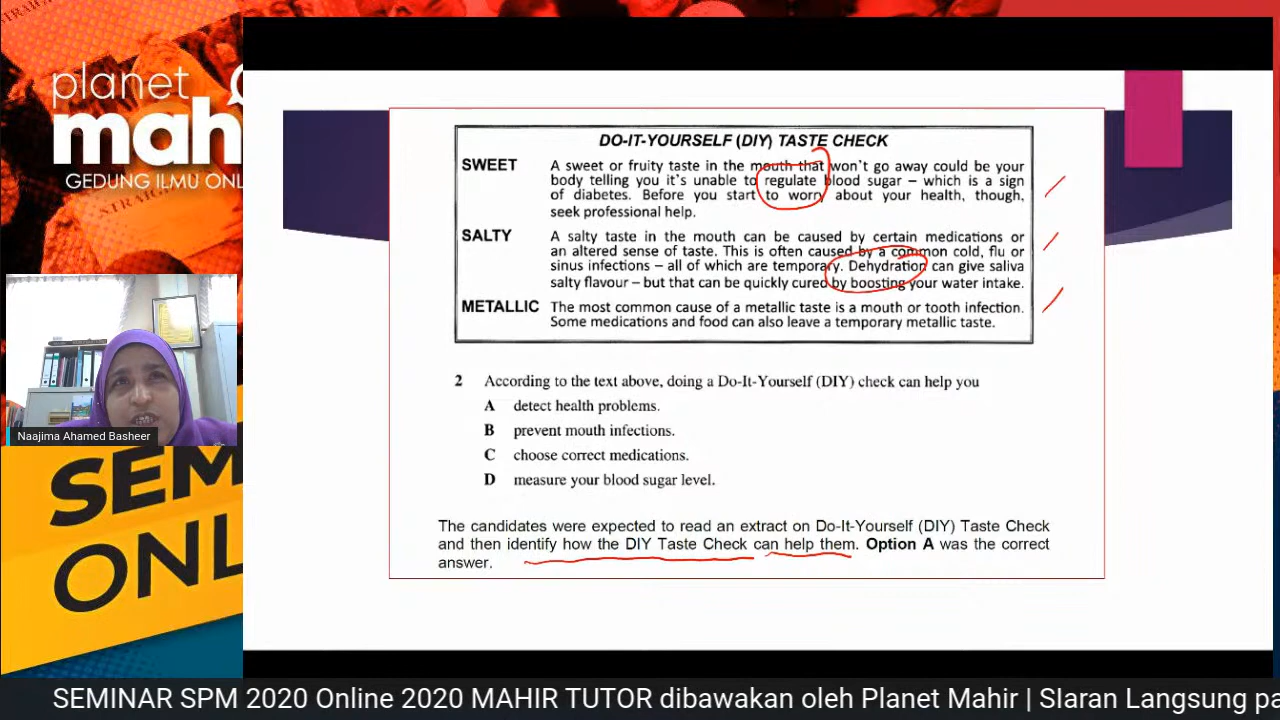 planet
mah
GEDUNG ILMU ONL
Naajima Ahamed Basheer
SEM
ONL
DO-IT-YOURSELF (DIY) TASTE CHECK
SWEET A sweet or fruity taste in the mouth that won't go away could be your
body telling you it's unable to regulate blood sugar – which is a sign
of diabetes. Before you start to worry about your health, though,
seek professional help.
SALTY A salty taste in the mouth can be caused by certain medications or
an altered sense of taste. This is often caused by a common cold, flu or
sinus infections – all of which are temporary. Dehydration can give saliva
salty flavour – but that can be quickly cured by boosting your water intake.
METALLIC The most common cause of a metallic taste is a mouth or tooth infection.
Some medications and food can also leave a temporary metallic taste.
2 According to the text above, doing a Do-It-Yourself (DIY) check can help you
A detect health problems.
B prevent mouth infections.
C choose correct medications.
D measure your blood sugar level.
The candidates were expected to read an extract on Do-It-Yourself (DIY) Taste Check
and then identify how the DIY Taste Check can help them. Option A was the correct
answer.
SEMINAR SPM 2020 Online 2020 MAHIR TUTOR dibawakan oleh Planet Mahir | SIaran Langsung pa